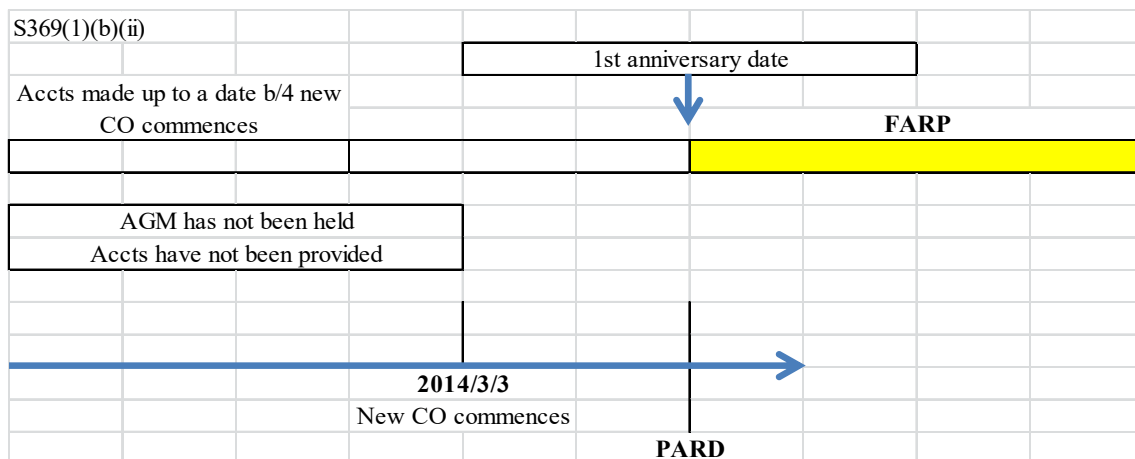 S369(1)(b)(ii)
1st anniversary date
Accts made up to a date b/4 new
CO commences
FARP
AGM has not been held
Accts have not been provided
2014/3/3
New CO commences
PARD